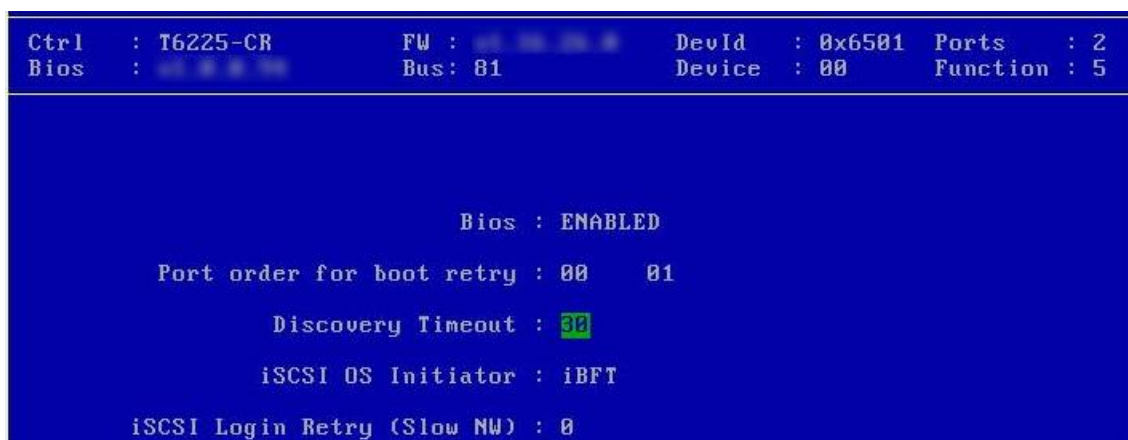 Ctrl : T6225-CR FW : DevId : 0x6501 Ports : 2
Bios : Bus: 81 Device : 00 Function : 5
Bios : ENABLED
Port order for boot retry : 00 01
Discovery Timeout : 30
iSCSI OS Initiator : iBFT
iSCSI Login Retry (Slow NW) : 0